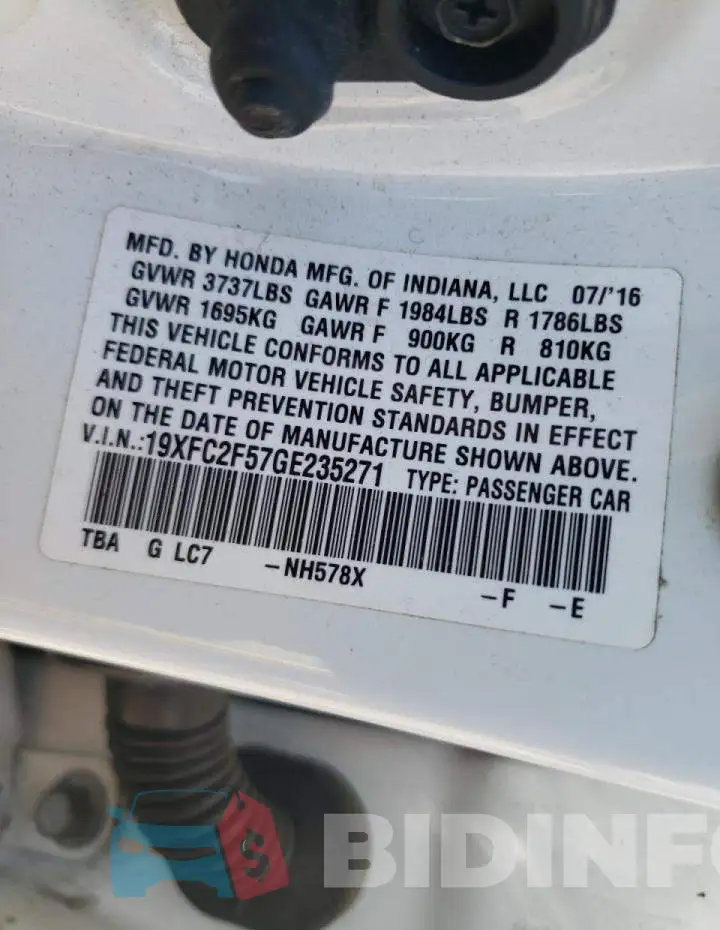 MFD. BY HONDA MFG. OF INDIANA, LLC 07/'16
GVWR 3737LBS GAWR F 1984LBS R 1786LBS
GVWR 1695KG GAWR F 900KG R 810KG
THIS VEHICLE CONFORMS TO ALL APPLICABLE
FEDERAL MOTOR VEHICLE SAFETY, BUMPER,
AND THEFT PREVENTION STANDARDS IN EFFECT
ON THE DATE OF MANUFACTURE SHOWN ABOVE.
V.I.N.:19XFC2F57GE235271 TYPE: PASSENGER CAR
TBA G LC7 -NH578X -F -E
$ BIDINFO